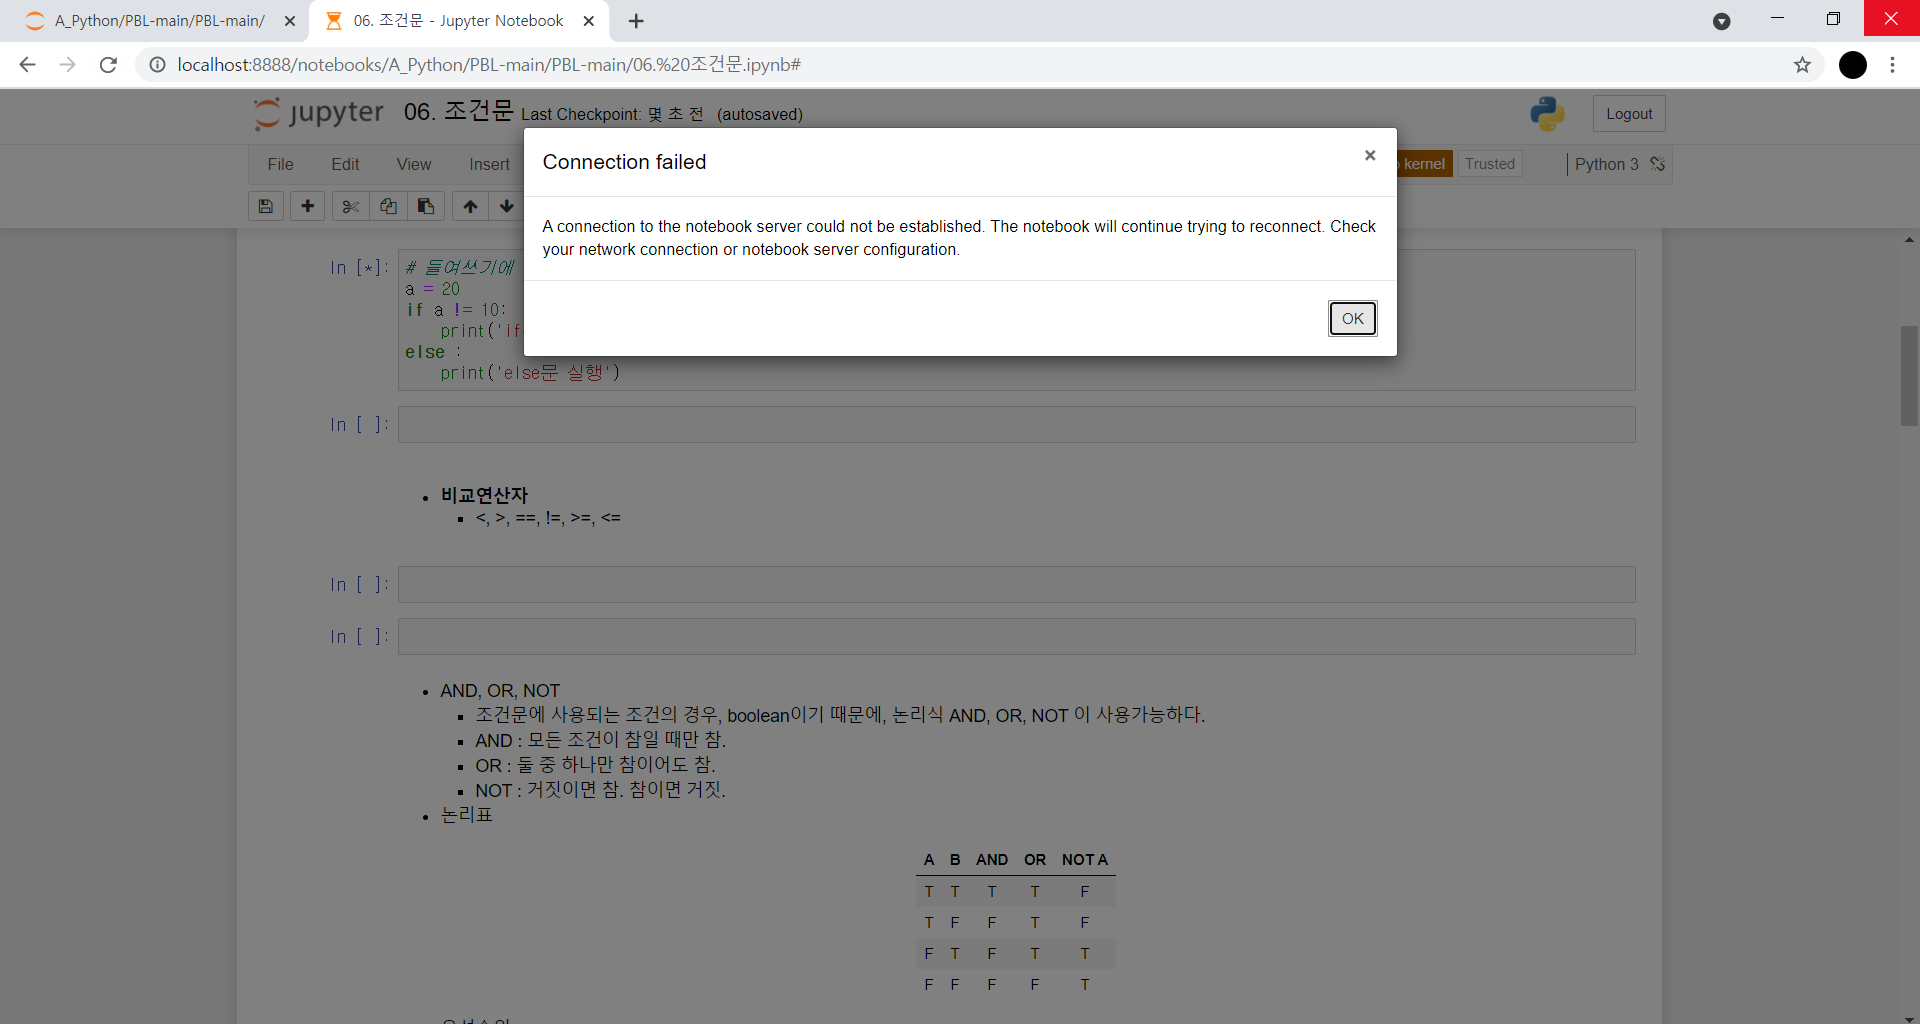 A_Python/PBL-main/PBL-main/
06. 조건문 - Jupyter Notebook
localhost:8888/notebooks/A_Python/PBL-main/PBL-main/06.%20조건문.ipynb#
jupyter 06. 조건문 Last Checkpoint: 몇 초 전 (autosaved)
Logout
File Edit View Insert
kernel Trusted Python 3
Connection failed
A connection to the notebook server could not be established. The notebook will continue trying to reconnect. Check
your network connection or notebook server configuration.
OK
In [*]: # 들여쓰기에
a = 20
if a != 10:
print('if
else :
print('else문 실행')
In [ ]:
비교연산자
<, >, ==, !=, >=, <=
In [ ]:
In [ ]:
AND, OR, NOT
조건문에 사용되는 조건의 경우, boolean이기 때문에, 논리식 AND, OR, NOT 이 사용가능하다.
AND : 모든 조건이 참일 때만 참.
OR : 둘 중 하나만 참이어도 참.
NOT : 거짓이면 참. 참이면 거짓.
논리표
A B AND OR NOT A
T T T T F
T F F T F
F T F T T
F F F F T